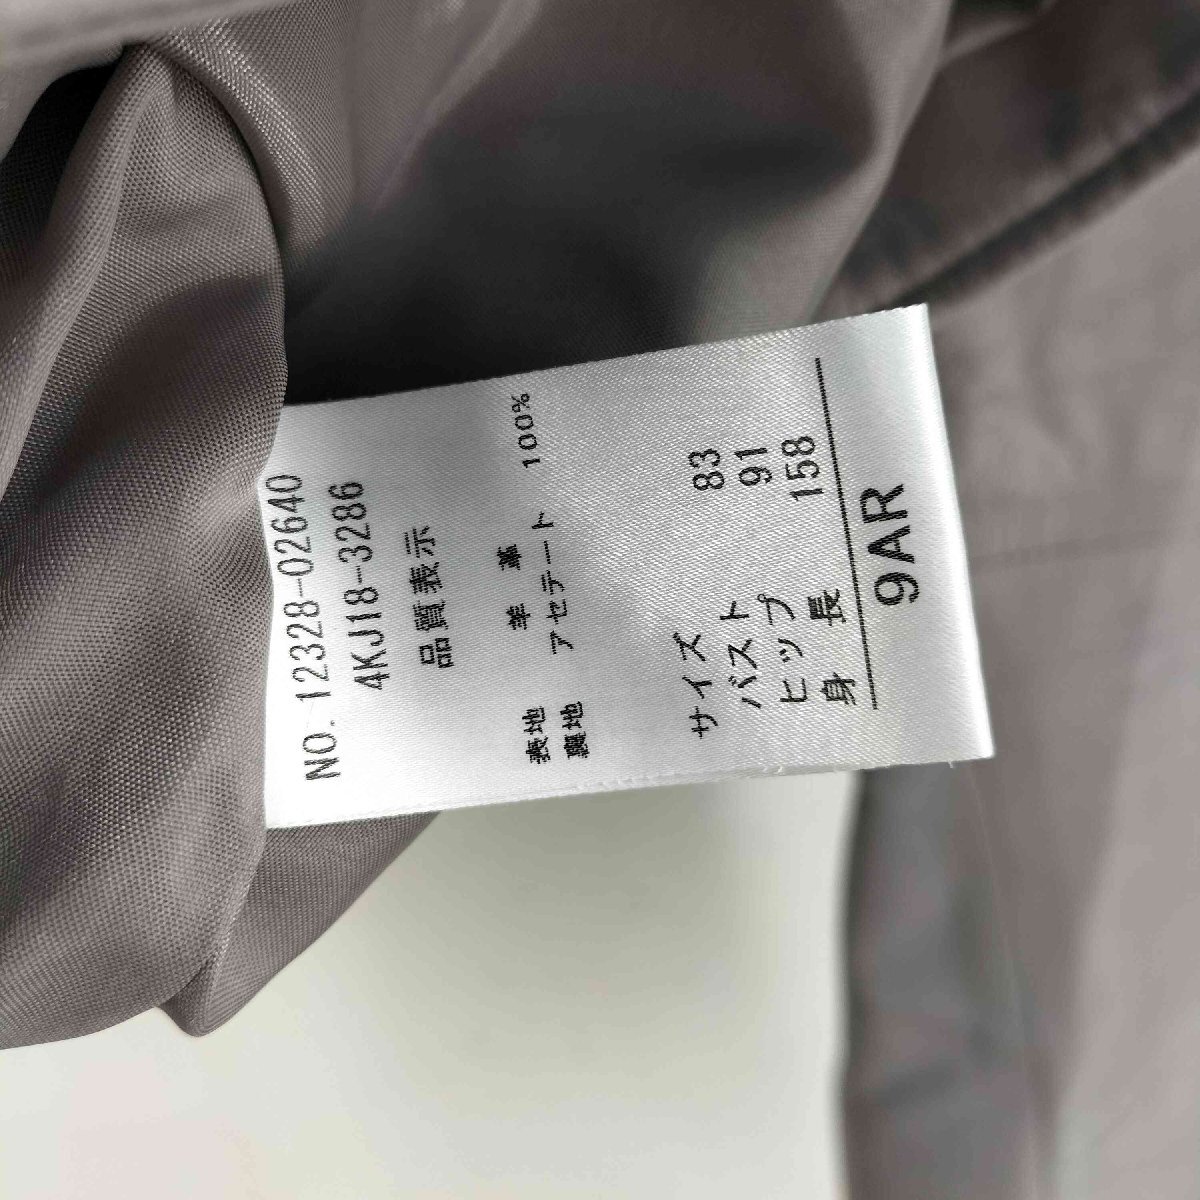 NO. 12328-02640
4KJ18-3286
品質表示
表地 羊 革
裏地 アセテート 100%
サイズ
バスト 83
ヒップ 91
身 長 158
9AR